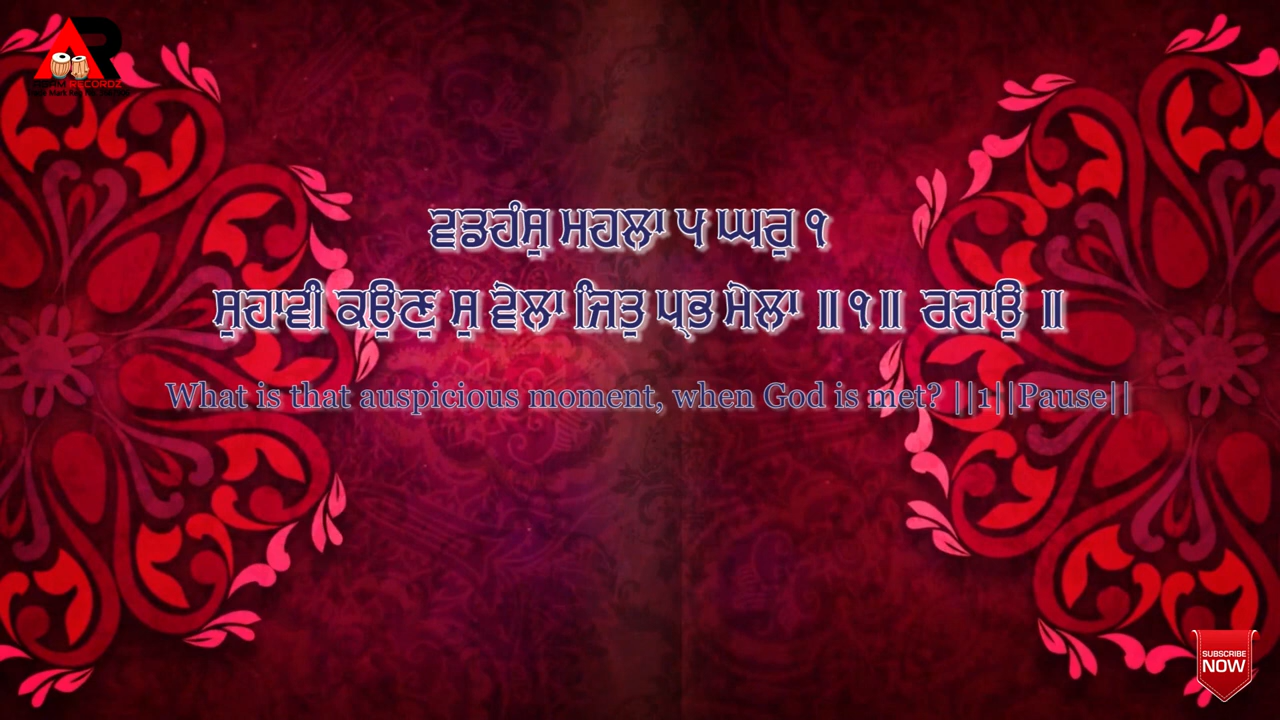 RECORDZ
ਵਡਹੰਸੁ ਮਹਲਾ ੫ ਘਰੁ ੧
ਸੁਹਾਵੀ ਕਉਣੁ ਸੁ ਵੇਲਾ ਜਿਤੁ ਪ੍ਰਭ ਮੇਲਾ ॥੧॥ ਰਹਾਉ ॥
What is that auspicious moment, when God is met? ||1||Pause||
SUBSCRIBE
NOW